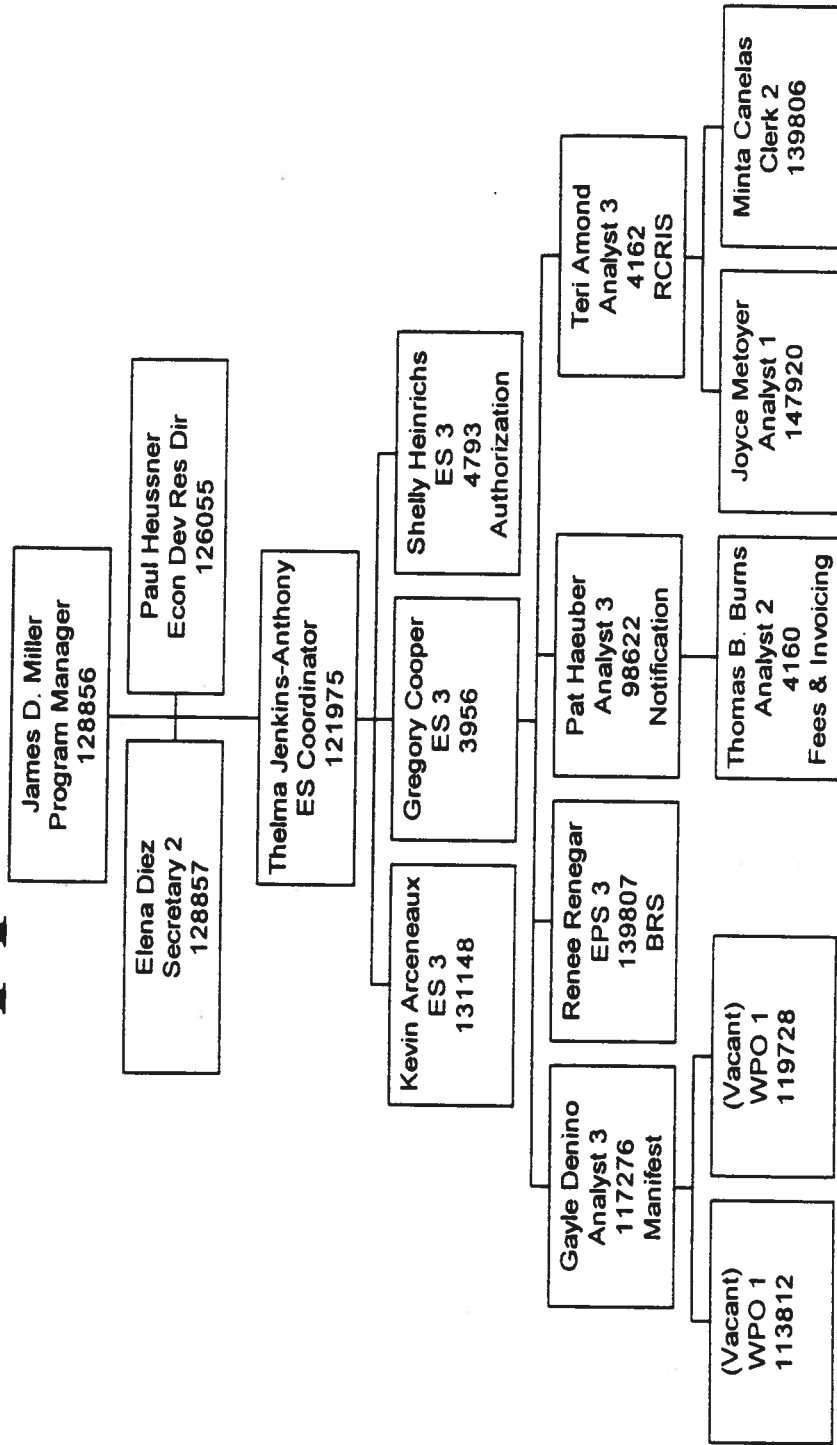 James D. Miller
Program Manager
128856
Elena Diez
Secretary 2
128857
Paul Heussner
Econ Dev Res Dir
126055
Thelma Jenkins-Anthony
ES Coordinator
121975
Kevin Arceneaux
ES 3
131148
Gregory Cooper
ES 3
3956
Shelly Heinrichs
ES 3
4793
Authorization
Gayle Denino
Analyst 3
117276
Manifest
Renee Renegar
EPS 3
139807
BRS
Pat Haeuber
Analyst 3
98622
Notification
Teri Amond
Analyst 3
4162
RCRIS
(Vacant)
WPO 1
113812
(Vacant)
WPO 1
119728
Thomas B. Burns
Analyst 2
4160
Fees & Invoicing
Joyce Metoyer
Analyst 1
147920
Minta Canelas
Clerk 2
139806